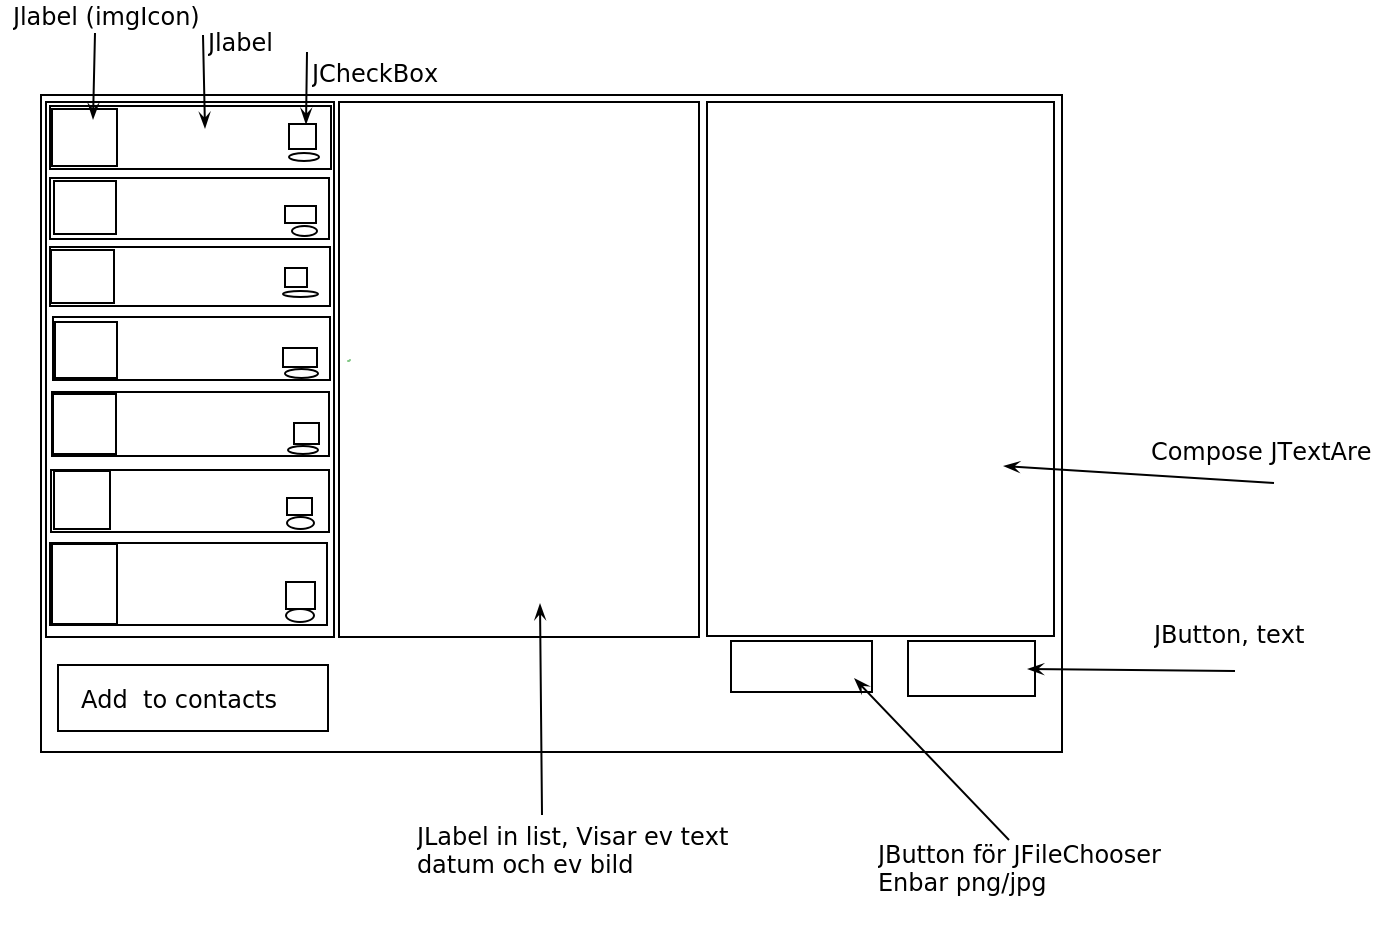 Jlabel (imgIcon)
Jlabel
JCheckBox
Compose JTextAre
JButton, text
Add  to contacts
JLabel in list, Visar ev text
datum och ev bild
JButton för JFileChooser
Enbar png/jpg